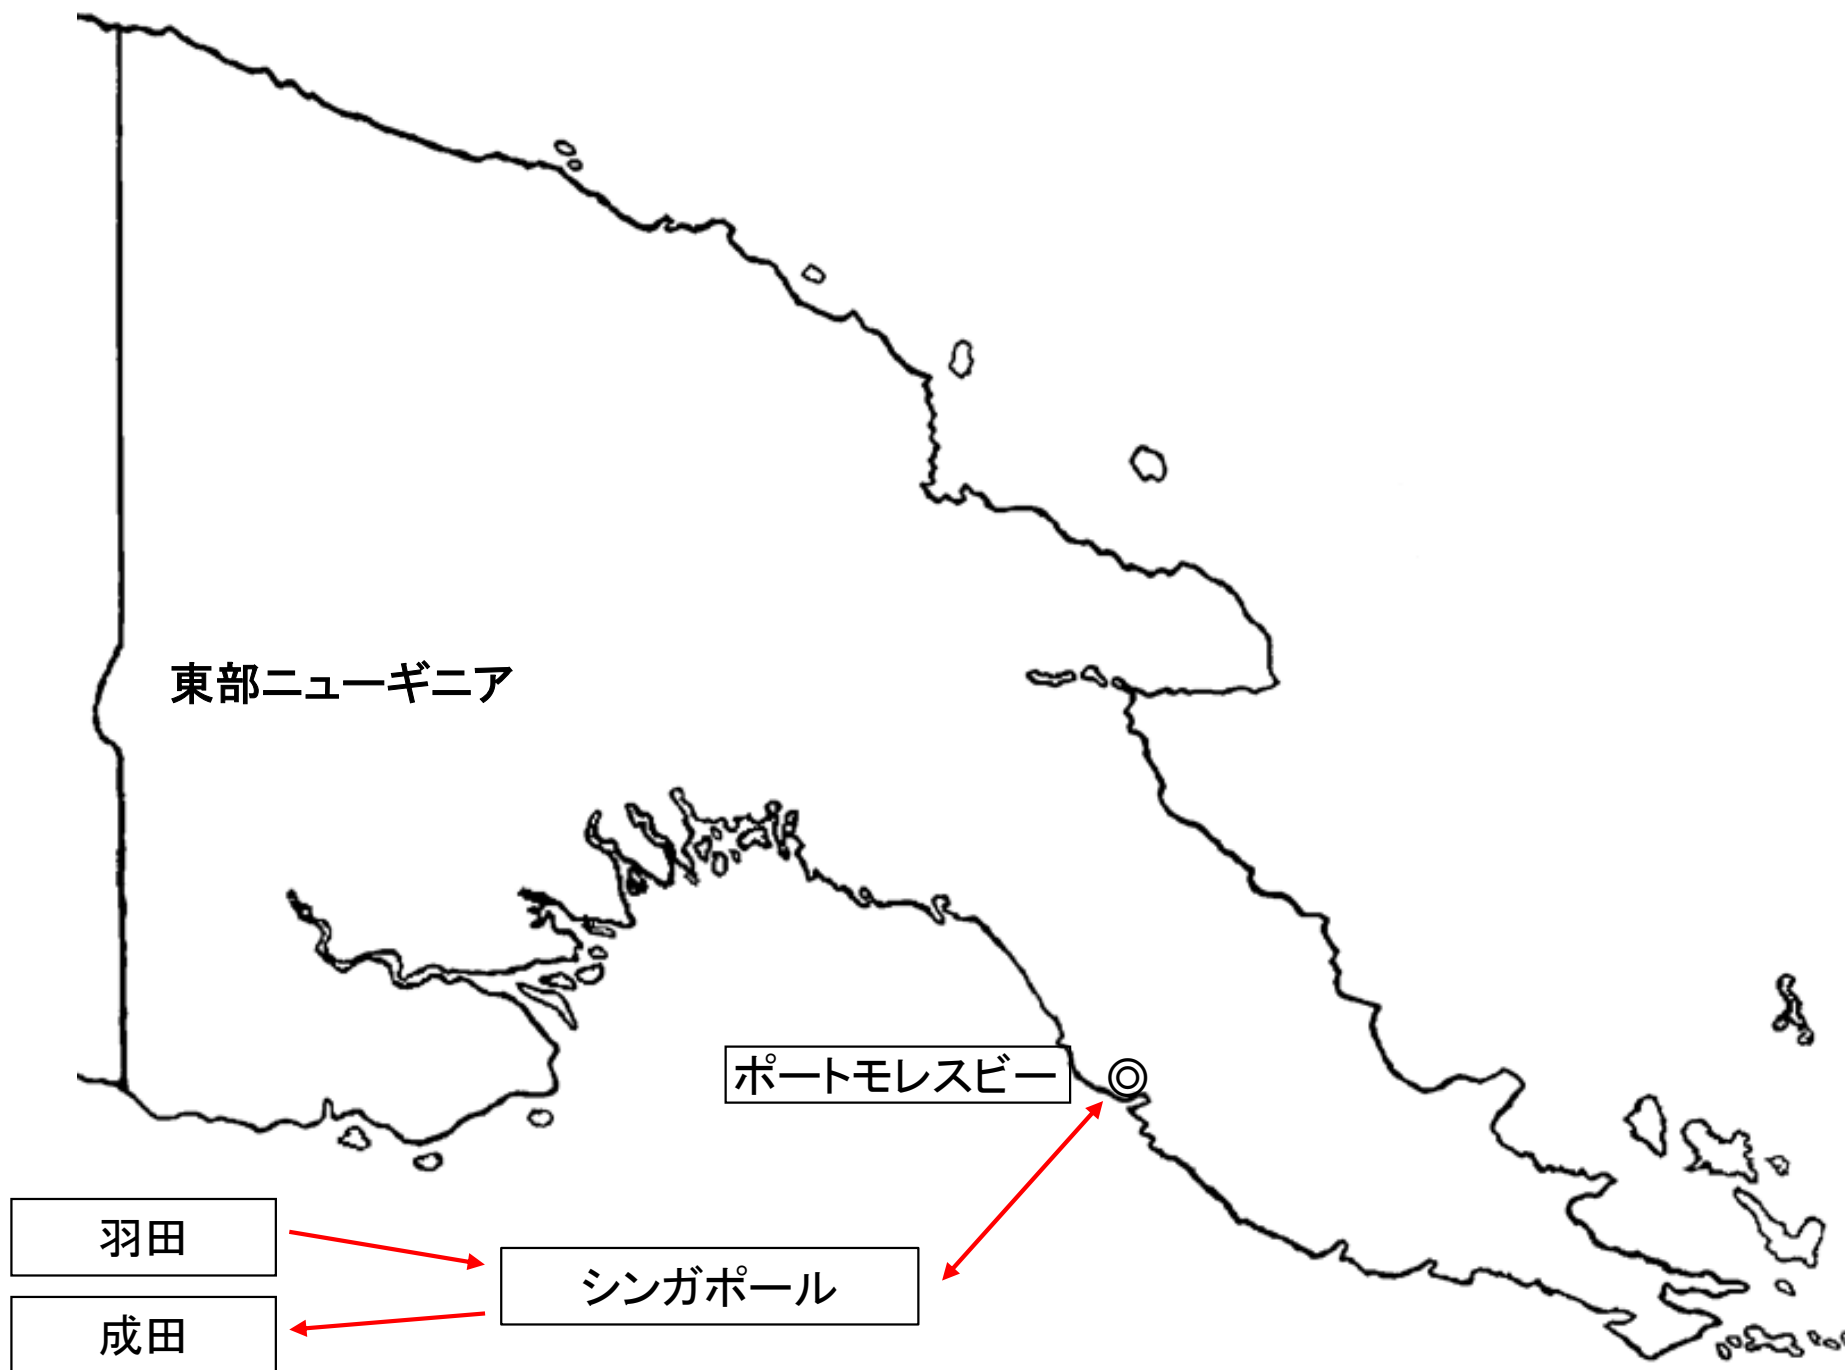 東部ニューギニア
ポートモレスビー
羽田
シンガポール
成田